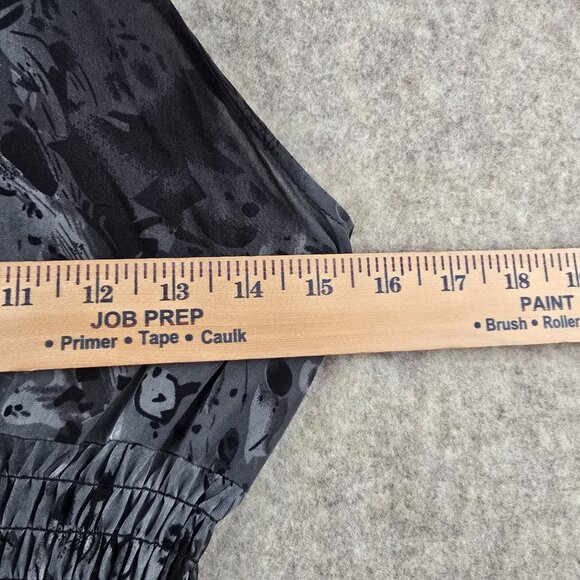 11 12 13 14 15 16 17 18
JOB PREP
• Primer • Tape • Caulk
PAINT
• Brush • Roller